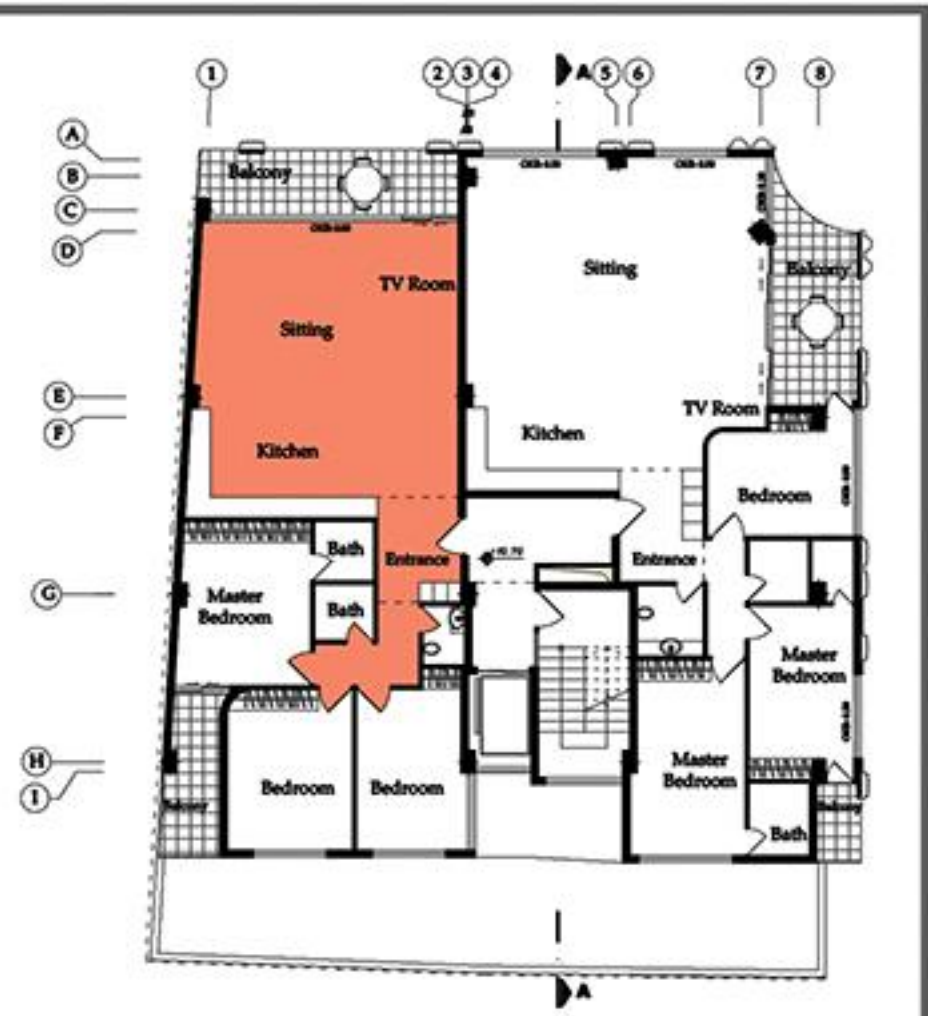 1 2 3 4 A 5 6 7 8
A
B
C
D
E
F
G
H
I
Balcony
TV Room
Sitting
Kitchen
Entrance
Bath
Bath
Master
Bedroom
Bedroom
Bedroom
Balcony
Sitting
Balcony
TV Room
Kitchen
Bedroom
Entrance
Master
Bedroom
Master
Bedroom
Bath
Balcony
A